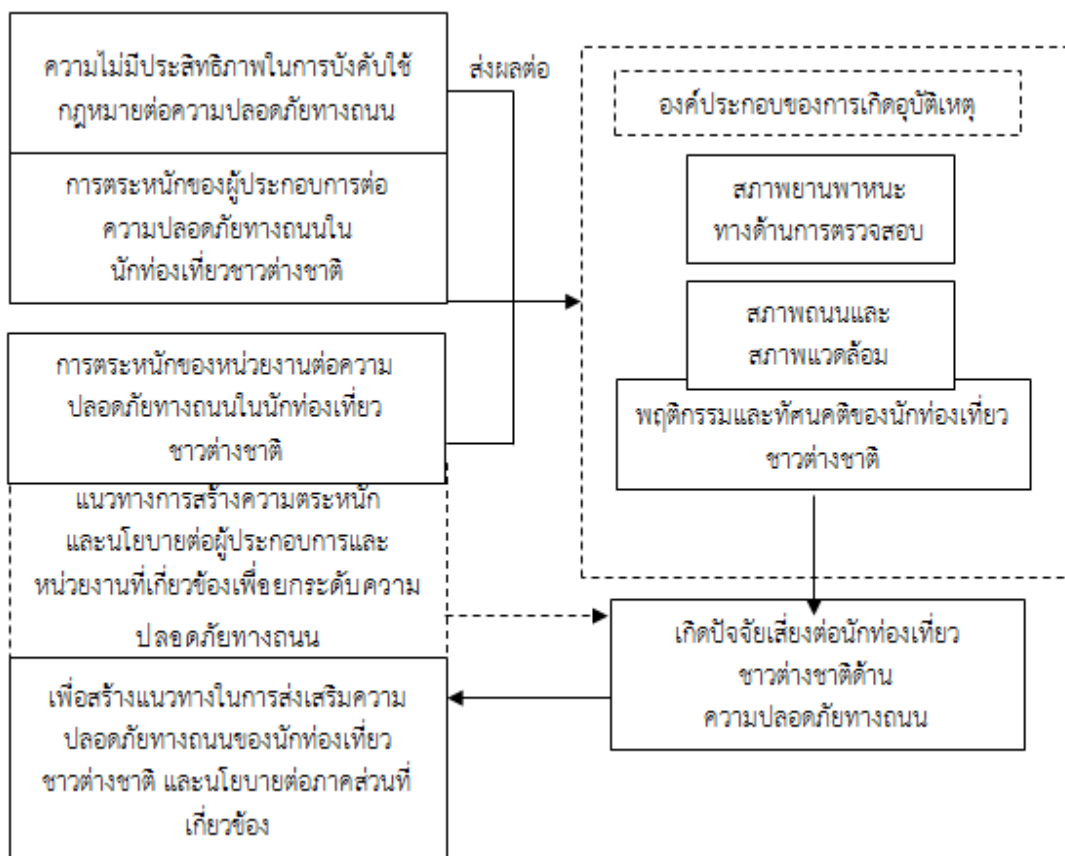 ความไม่มีประสิทธิภาพในการบังคับใช้
กฎหมายต่อความปลอดภัยทางถนน
ส่งผลต่อ
การตระหนักของผู้ประกอบการต่อ
ความปลอดภัยทางถนนใน
นักท่องเที่ยวชาวต่างชาติ
การตระหนักของหน่วยงานต่อความ
ปลอดภัยทางถนนในนักท่องเที่ยว
ชาวต่างชาติ
แนวทางการสร้างความตระหนัก
และนโยบายต่อผู้ประกอบการและ
หน่วยงานที่เกี่ยวข้องเพื่อยกระดับความ
ปลอดภัยทางถนน
เพื่อสร้างแนวทางในการส่งเสริมความ
ปลอดภัยทางถนนของนักท่องเที่ยว
ชาวต่างชาติ และนโยบายต่อภาคส่วนที่
เกี่ยวข้อง
องค์ประกอบของการเกิดอุบัติเหตุ
สภาพยานพาหนะ
ทางด้านการตรวจสอบ
สภาพถนนและ
สภาพแวดล้อม
พฤติกรรมและทัศนคติของนักท่องเที่ยว
ชาวต่างชาติ
เกิดปัจจัยเสี่ยงต่อนักท่องเที่ยว
ชาวต่างชาติด้าน
ความปลอดภัยทางถนน